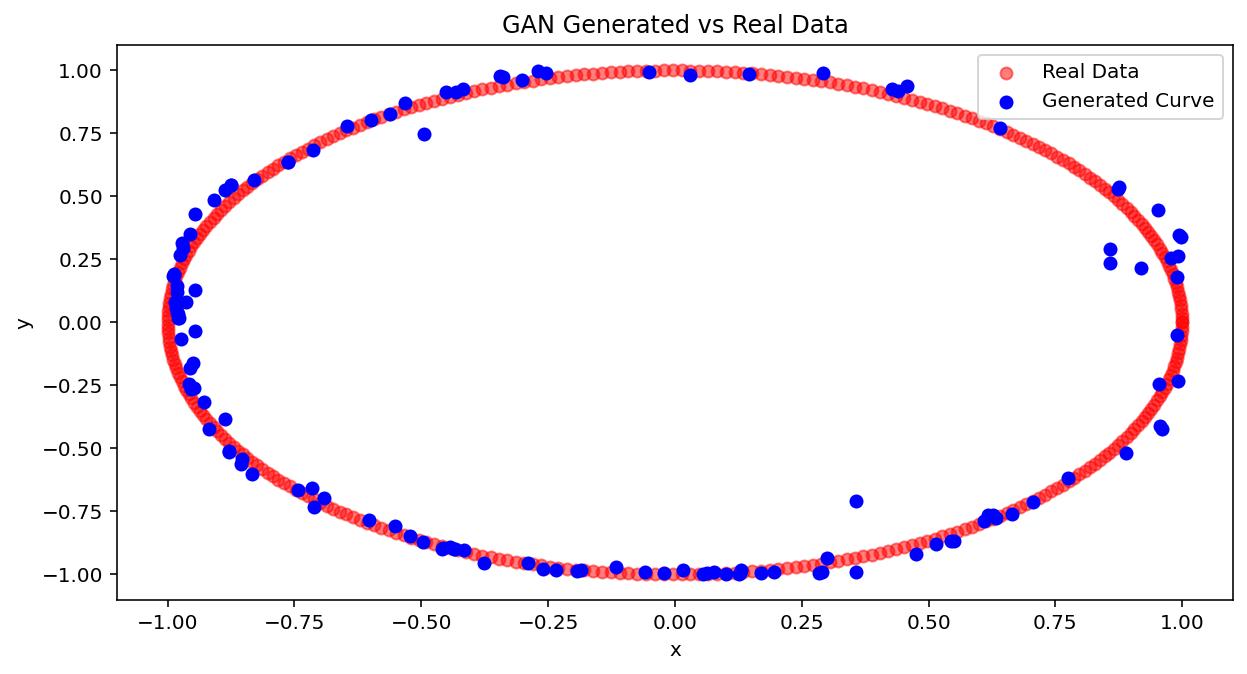 GAN Generated vs Real Data
Real Data
Generated Curve
1.00
0.75
0.50
0.25
0.00
−0.25
−0.50
−0.75
−1.00
y
−1.00 −0.75 −0.50 −0.25 0.00 0.25 0.50 0.75 1.00
x